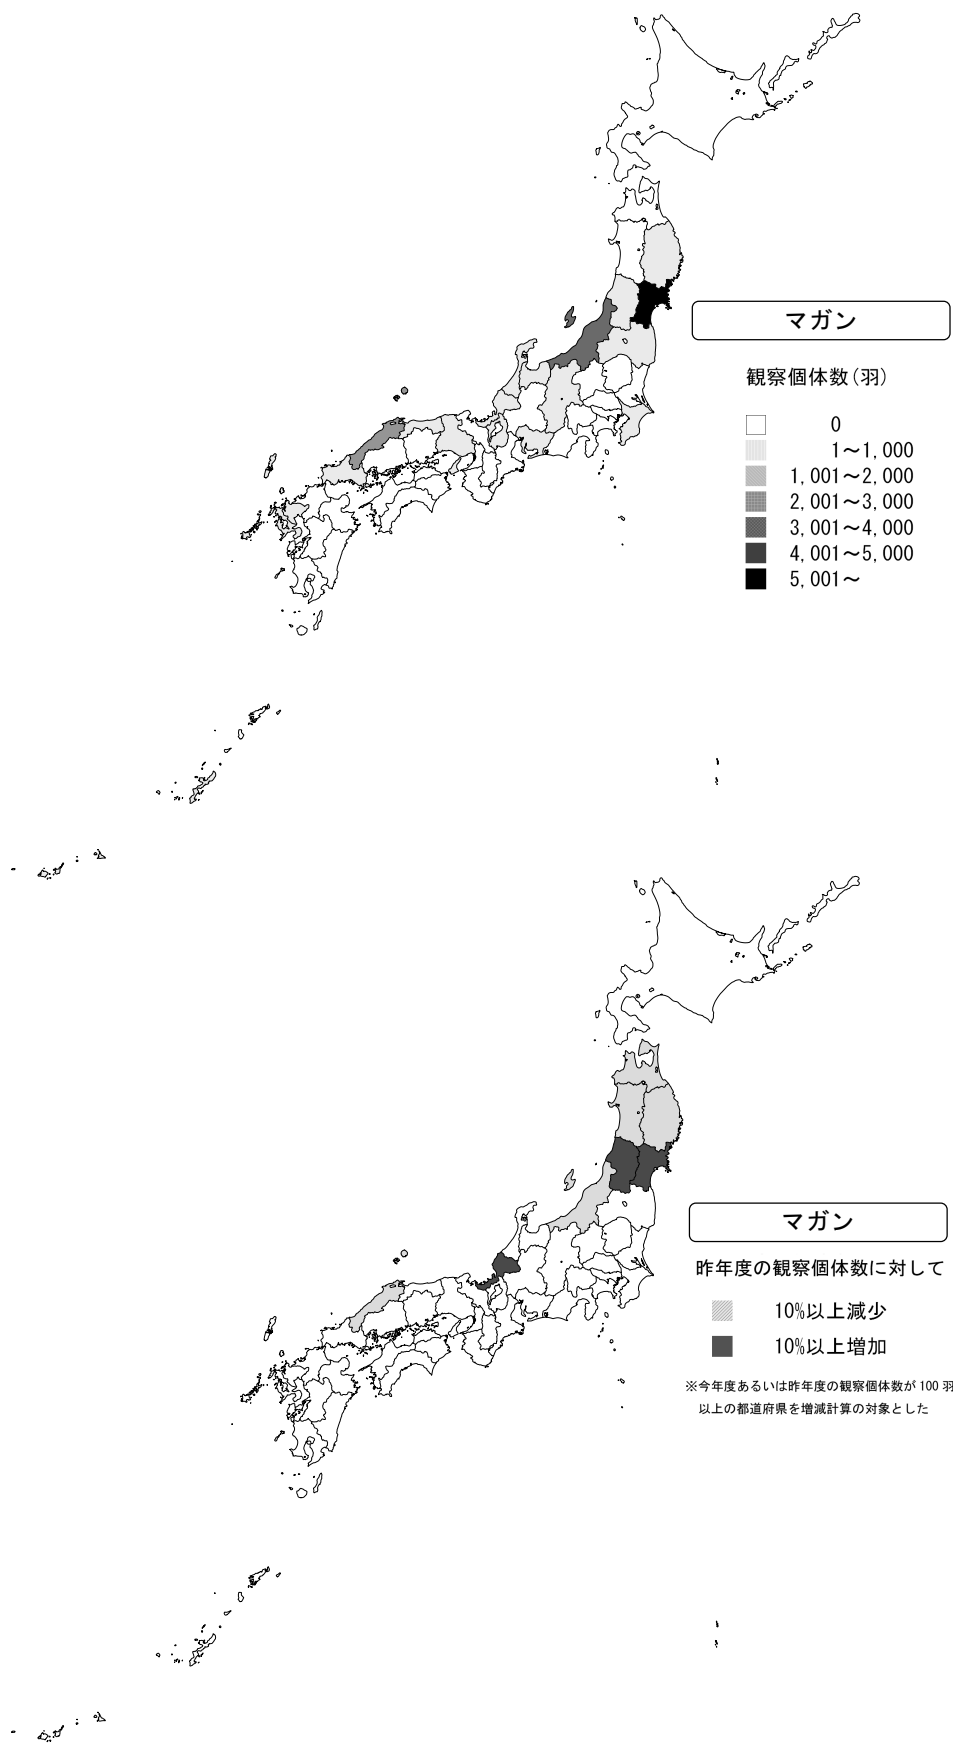 マガン
観察個体数(羽)
0
1～1,000
1,001～2,000
2,001～3,000
3,001～4,000
4,001～5,000
5,001～
マガン
昨年度の観察個体数に対して
10%以上減少
10%以上増加
※今年度あるいは昨年度の観察個体数が 100 羽
以上の都道府県を増減計算の対象とした